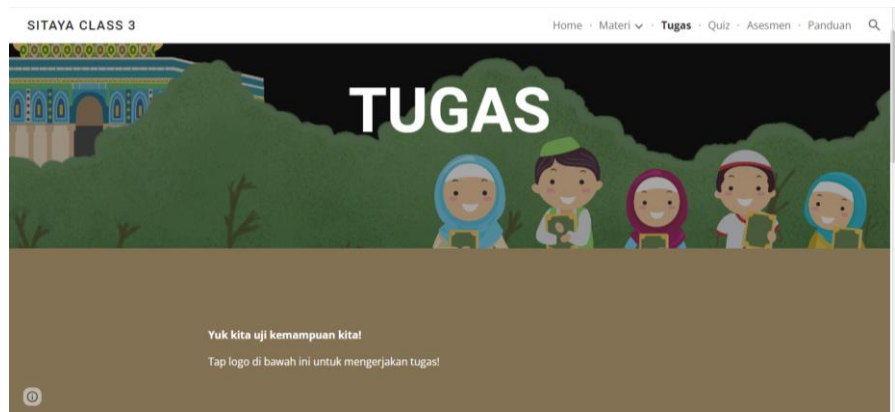 SITAYA CLASS 3
Home · Materi · Tugas · Quiz · Asesmen · Panduan
TUGAS
Yuk kita uji kemampuan kita!
Tap logo di bawah ini untuk mengerjakan tugas!